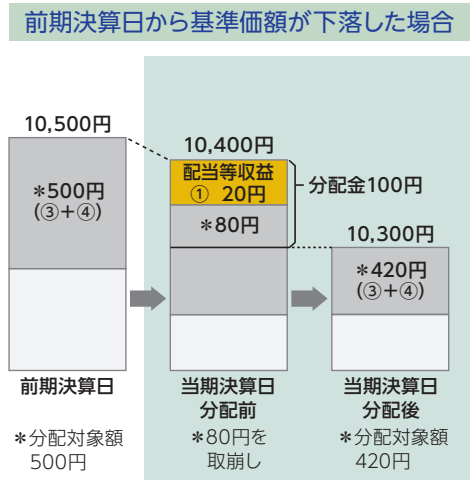 前期決算日から基準価額が下落した場合
10,500円
＊500円
(③+④)
前期決算日
＊分配対象額
500円
10,400円
配当等収益
① 20円
＊80円
分配金100円
当期決算日
分配前
＊80円を
取崩し
10,300円
＊420円
(③+④)
当期決算日
分配後
＊分配対象額
420円